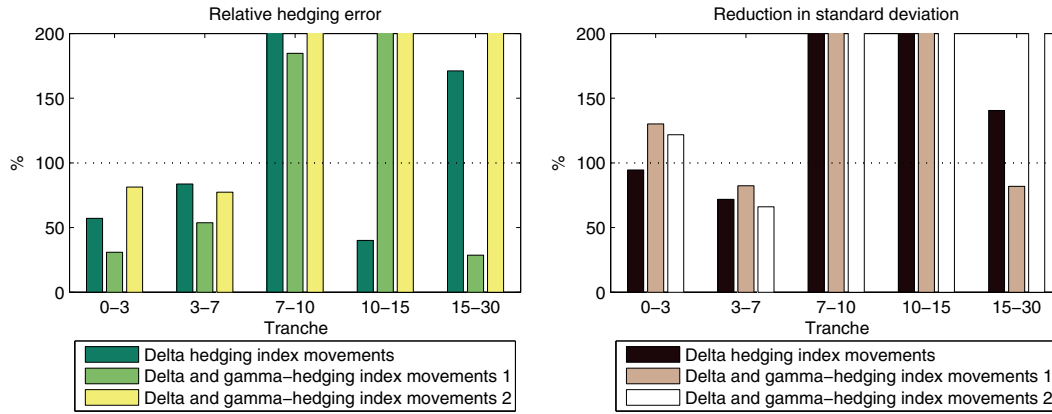 Relative hedging error
200
150
100
50
0
%
0–3 3–7 7–10 10–15 15–30
Tranche
Delta hedging index movements
Delta and gamma–hedging index movements 1
Delta and gamma–hedging index movements 2
Reduction in standard deviation
200
150
100
50
0
%
0–3 3–7 7–10 10–15 15–30
Tranche
Delta hedging index movements
Delta and gamma–hedging index movements 1
Delta and gamma–hedging index movements 2